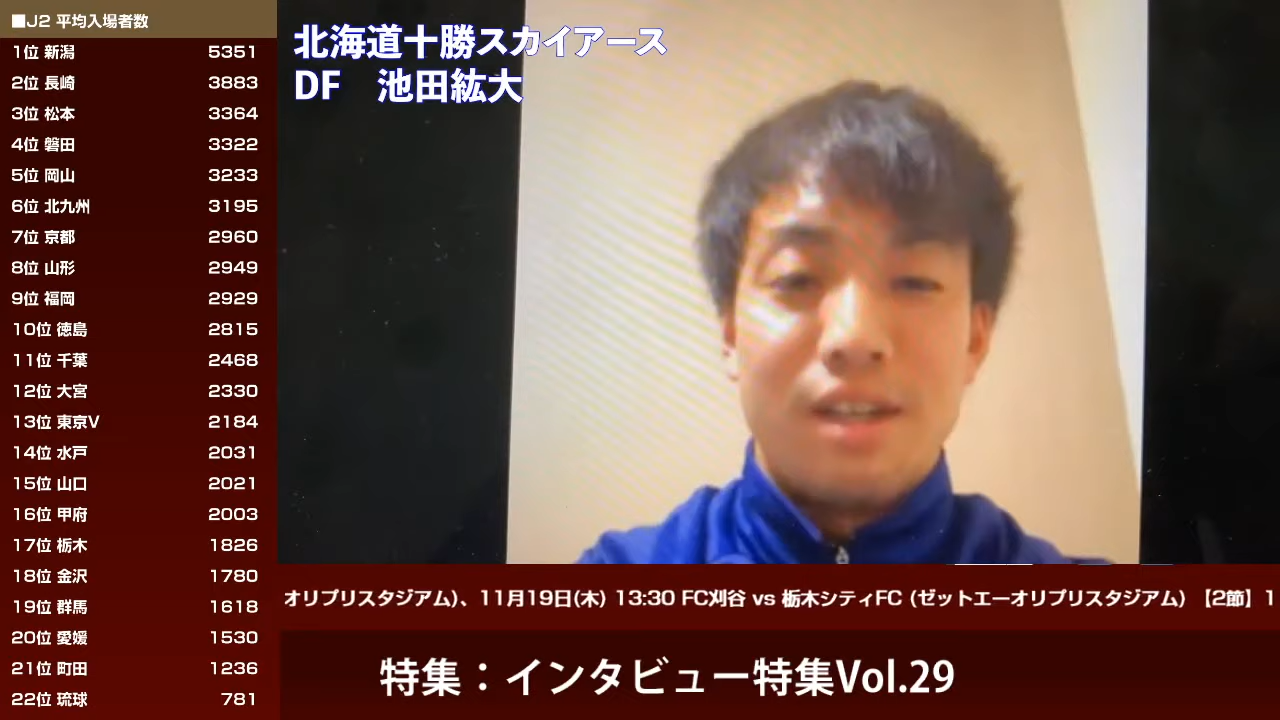 ■J2 平均入場者数
1位 新潟 5351
2位 長崎 3883
3位 松本 3364
4位 磐田 3322
5位 岡山 3233
6位 北九州 3195
7位 京都 2960
8位 山形 2949
9位 福岡 2929
10位 徳島 2815
11位 千葉 2468
12位 大宮 2330
13位 東京V 2184
14位 水戸 2031
15位 山口 2021
16位 甲府 2003
17位 栃木 1826
18位 金沢 1780
19位 群馬 1618
20位 愛媛 1530
21位 町田 1236
22位 琉球 781
北海道十勝スカイアース
DF 池田紘大
オリプリスタジアム)、11月19日(木) 13:30 FC刈谷 vs 栃木シティFC (ゼットエーオリプリスタジアム) 【2節】1
特集：インタビュー特集Vol.29